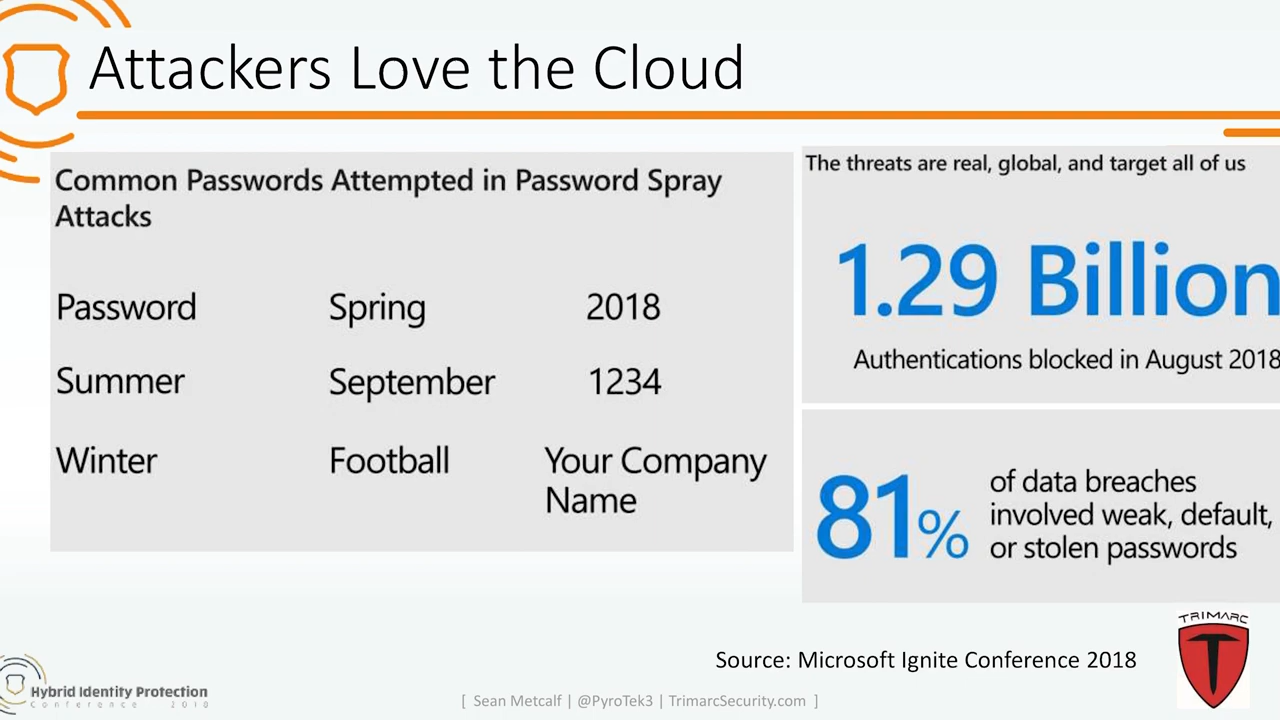 Attackers Love the Cloud
Common Passwords Attempted in Password Spray
Attacks
Password Spring 2018
Summer September 1234
Winter Football Your Company
Name
The threats are real, global, and target all of us
1.29 Billion
Authentications blocked in August 2018
81%
of data breaches
involved weak, default,
or stolen passwords
Source: Microsoft Ignite Conference 2018
TRIMARC
Hybrid Identity Protection
Conference 2018
[ Sean Metcalf | @PyroTek3 | TrimarcSecurity.com ]